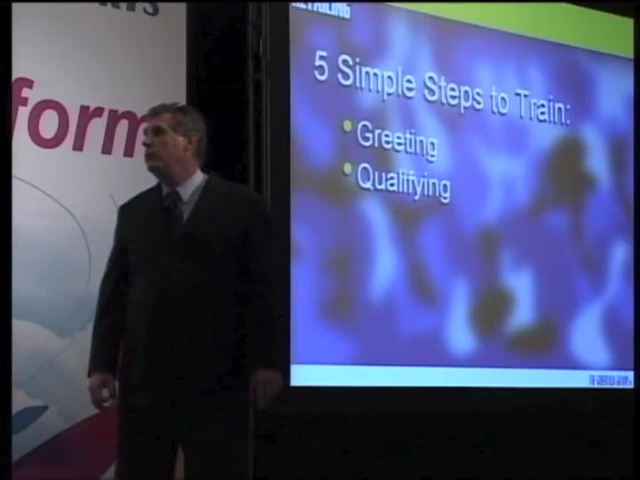 RETAILING
form
5 Simple Steps to Train:
Greeting
Qualifying